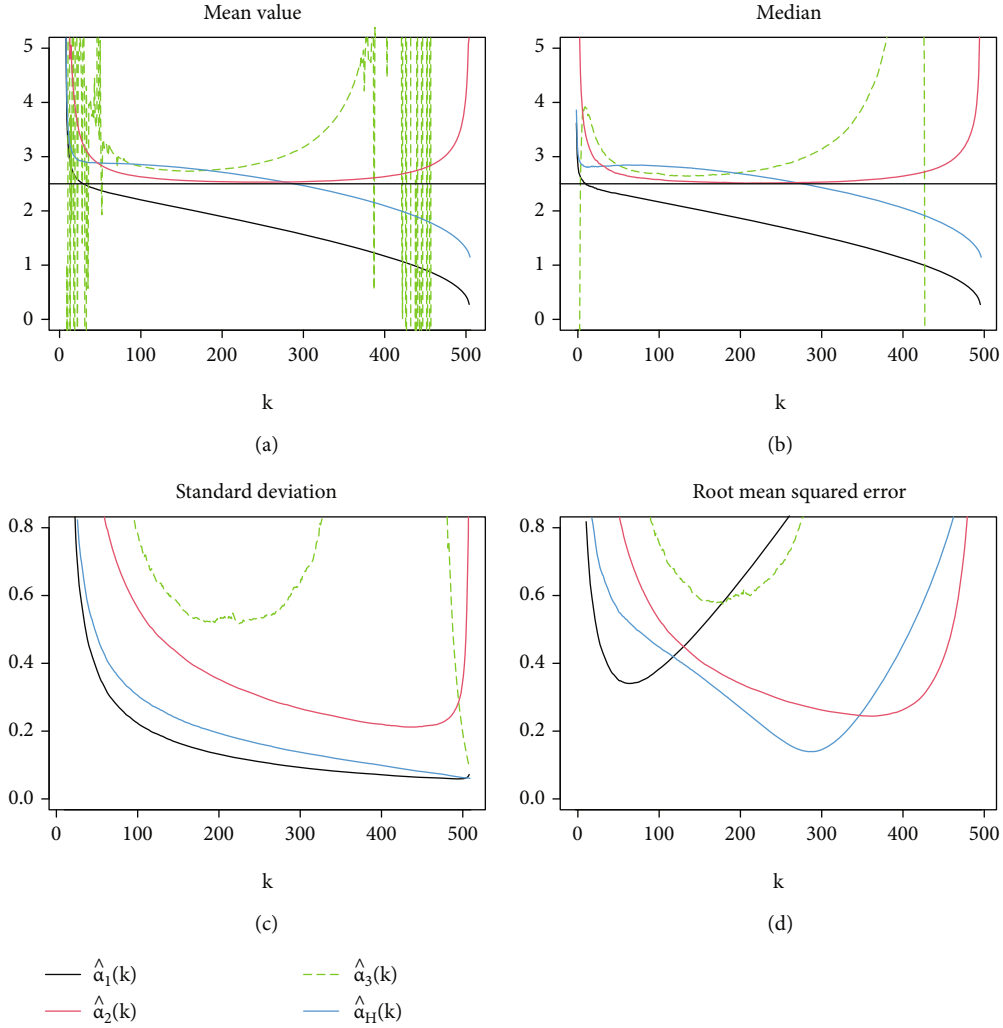 Mean value
5
4
3
2
1
0
0 100 200 300 400 500
k
(a)
Median
5
4
3
2
1
0
0 100 200 300 400 500
k
(b)
Standard deviation
0.8
0.6
0.4
0.2
0.0
0 100 200 300 400 500
k
(c)
Root mean squared error
0.8
0.6
0.4
0.2
0.0
0 100 200 300 400 500
k
(d)
α̂₁(k)
α̂₂(k)
α̂₃(k)
α̂_H(k)